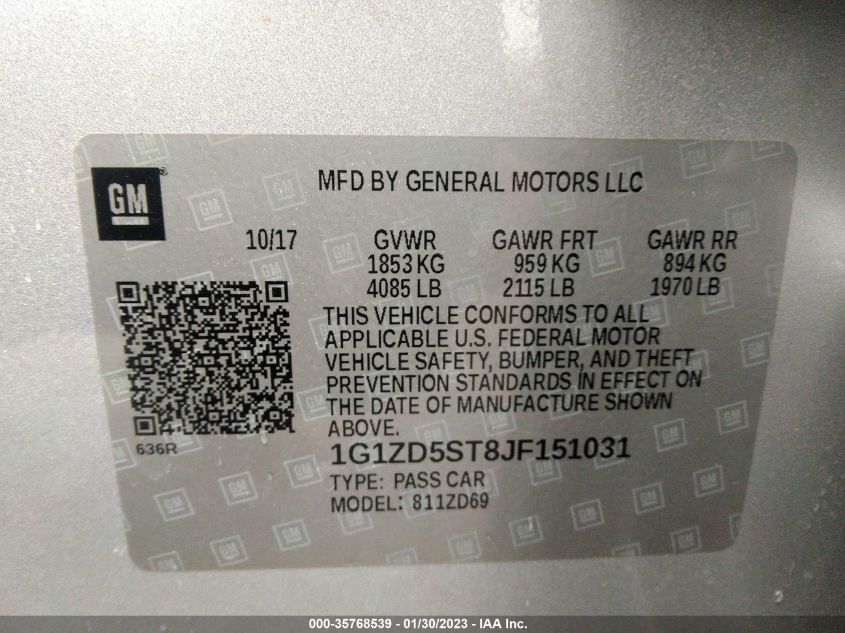 GM
MFD BY GENERAL MOTORS LLC
10/17 GVWR GAWR FRT GAWR RR
1853 KG 959 KG 894 KG
4085 LB 2115 LB 1970 LB
THIS VEHICLE CONFORMS TO ALL
APPLICABLE U.S. FEDERAL MOTOR
VEHICLE SAFETY, BUMPER, AND THEFT
PREVENTION STANDARDS IN EFFECT ON
THE DATE OF MANUFACTURE SHOWN
ABOVE.
636R
1G1ZD5ST8JF151031
TYPE: PASS CAR
MODEL: 811ZD69
000-35768539 - 01/30/2023 - IAA Inc.